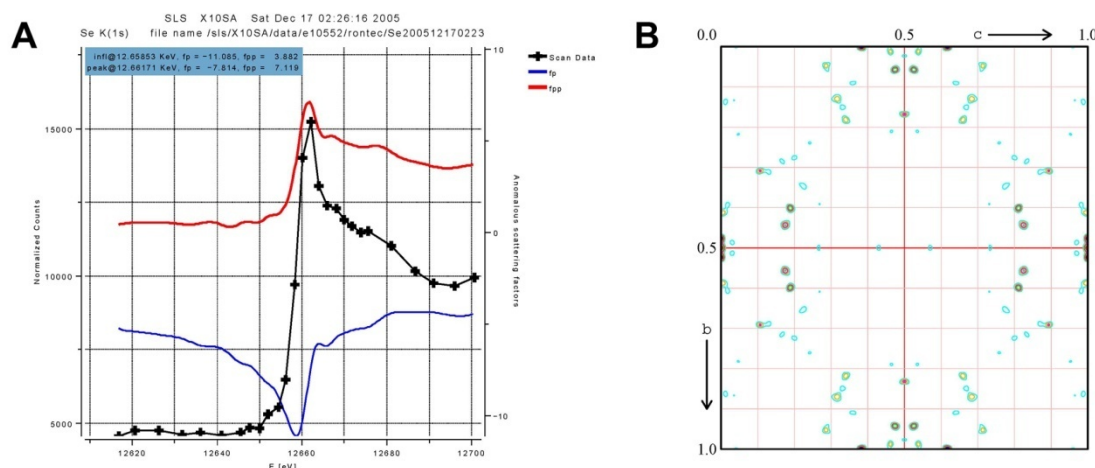 A
SLS X10SA Sat Dec 17 02:26:16 2005
Se K(1s) file name /sls/X10SA/data/e10552/rontec/Se200512170223
infl@12.65853 KeV, fp = −11.085, fpp = 3.882
peak@12.66171 KeV, fp = −7.814, fpp = 7.119
10
0
−10
Scan Data
fp
fpp
15000
10000
5000
Normalized Counts
Anomalous scattering factors
12620
12640
12660
12680
12700
E [eV]
B
0.0
0.5
c
1.0
0.5
b
1.0